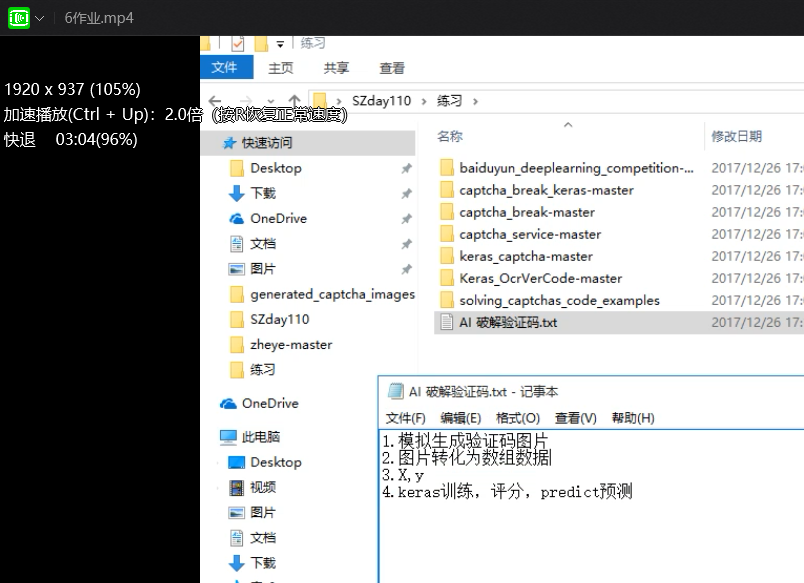 6作业.mp4
1920 x 937 (105%)
加速播放(Ctrl + Up)：2.0倍 (按R恢复正常速度)
快退 03:04(96%)
练习
文件 主页 共享 查看
SZday110 练习
快速访问
Desktop
下载
OneDrive
文档
图片
generated_captcha_images
SZday110
zheye-master
练习
OneDrive
此电脑
Desktop
视频
图片
文档
下载
名称 修改日期
baiduyun_deeplearning_competition-... 2017/12/26 17:
captcha_break_keras-master 2017/12/26 17:
captcha_break-master 2017/12/26 17:
captcha_service-master 2017/12/26 17:
keras_captcha-master 2017/12/26 17:
Keras_OcrVerCode-master 2017/12/26 17:
solving_captchas_code_examples 2017/12/26 17:
AI 破解验证码.txt 2017/12/26 17:
AI 破解验证码.txt - 记事本
文件(F) 编辑(E) 格式(O) 查看(V) 帮助(H)
1.模拟生成验证码图片
2.图片转化为数组数据
3.X,y
4.keras训练，评分，predict预测